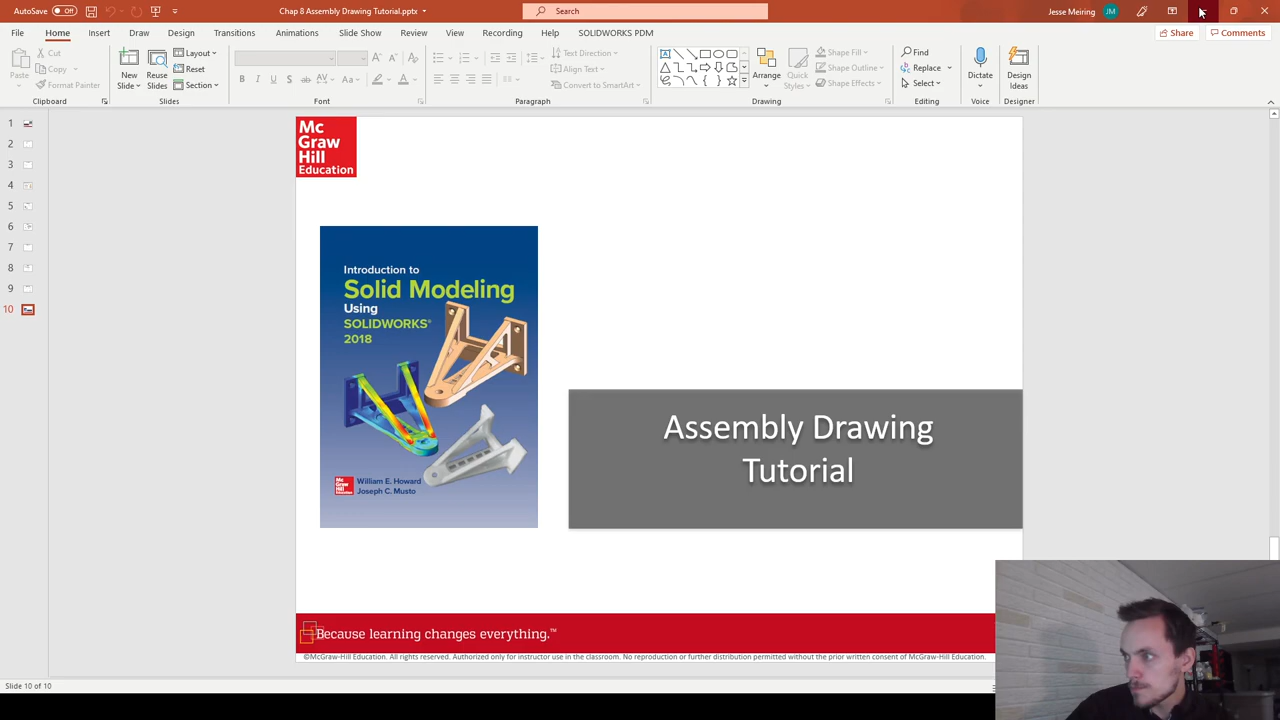 AutoSave Off
Chap 8 Assembly Drawing Tutorial.pptx
Search
Jesse Meiring JM
File Home Insert Draw Design Transitions Animations Slide Show Review View Recording Help SOLIDWORKS PDM
Share Comments
Paste
Cut
Copy
Format Painter
New Slide
Reuse Slides
Layout
Reset
Section
Text Direction
Align Text
Convert to SmartArt
Arrange
Quick Styles
Shape Fill
Shape Outline
Shape Effects
Find
Replace
Select
Dictate
Design Ideas
Clipboard Slides Font Paragraph Drawing Editing Voice Designer
1
2
3
4
5
6
7
8
9
10
Mc
Graw
Hill
Education
Introduction to
Solid Modeling
Using
SOLIDWORKS®
2018
Mc
Graw
Hill
Education
William E. Howard
Joseph C. Musto
Assembly Drawing
Tutorial
Because learning changes everything.™
©McGraw-Hill Education. All rights reserved. Authorized only for instructor use in the classroom. No reproduction or further distribution permitted without the prior written consent of McGraw-Hill Education.
Slide 10 of 10